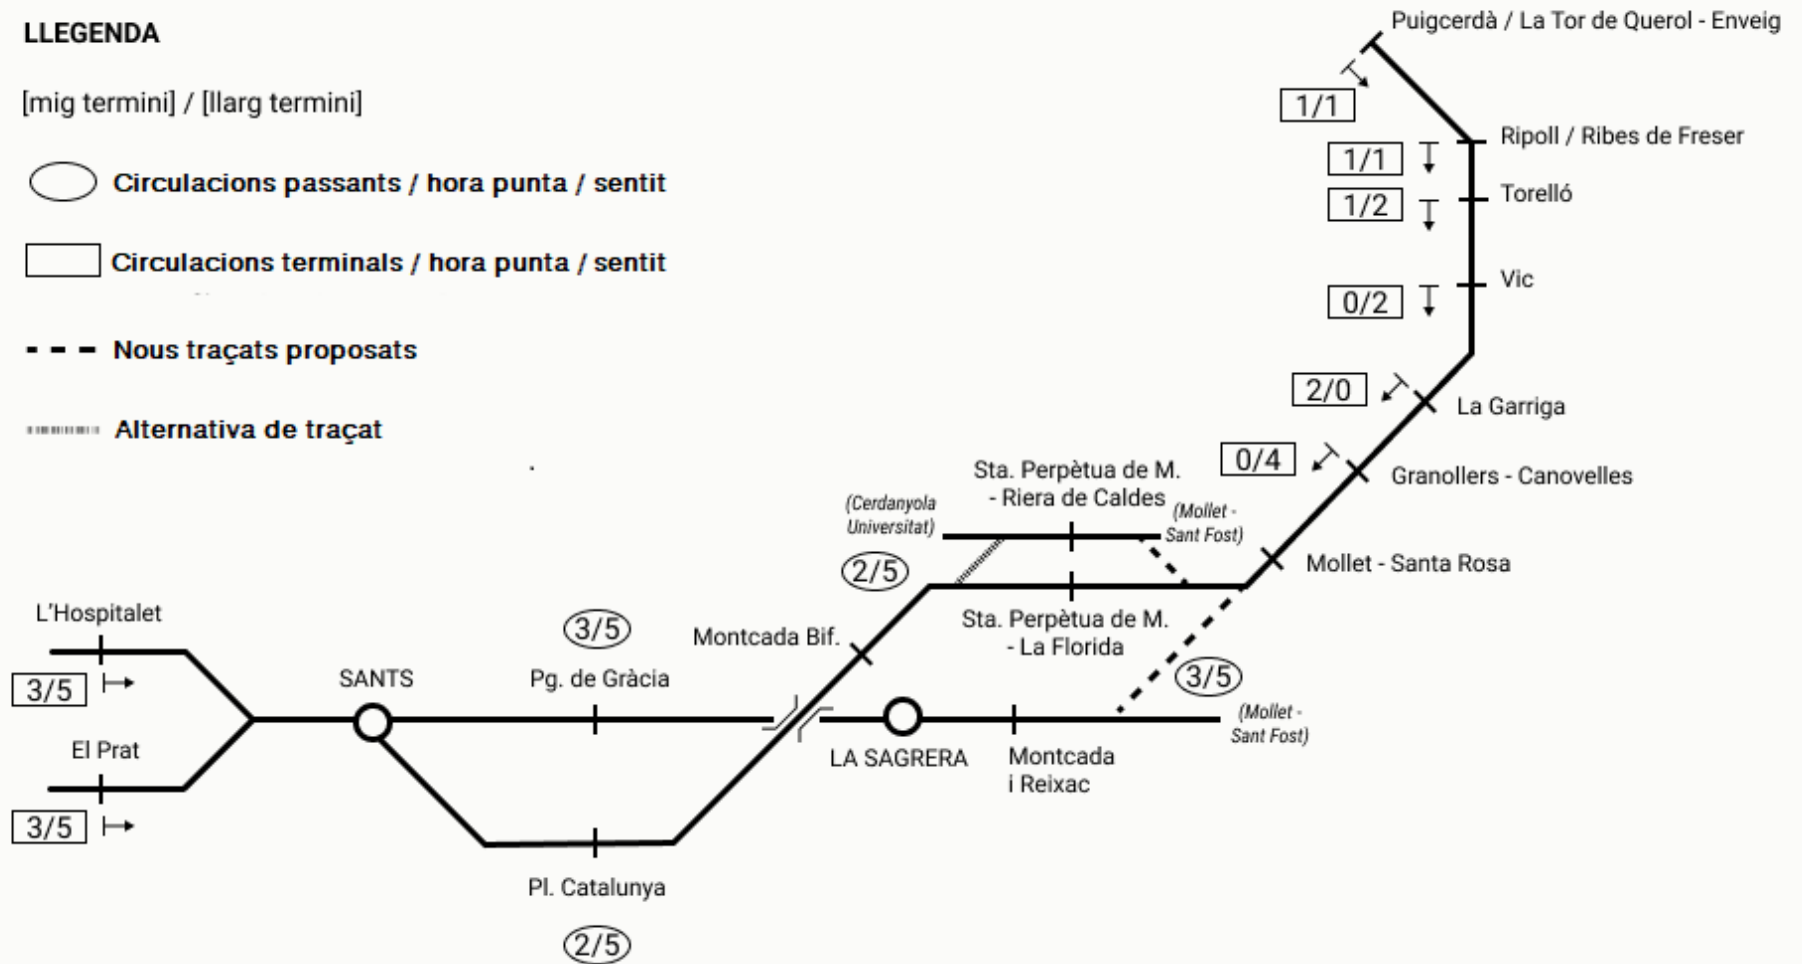 LLEGENDA
[mig termini] / [llarg termini]
Circulacions passants / hora punta / sentit
Circulacions terminals / hora punta / sentit
Nous traçats proposats
Alternativa de traçat
Puigcerdà / La Tor de Querol - Enveig
1/1
Ripoll / Ribes de Freser
1/1
Torelló
1/2
Vic
0/2
La Garriga
2/0
Granollers - Canovelles
0/4
Mollet - Santa Rosa
Sta. Perpètua de M.
- Riera de Caldes
(Cerdanyola
Universitat)
(Mollet -
Sant Fost)
2/5
Sta. Perpètua de M.
- La Florida
Montcada Bif.
3/5
(Mollet -
Sant Fost)
L'Hospitalet
3/5
SANTS
3/5
Pg. de Gràcia
LA SAGRERA
Montcada
i Reixac
El Prat
3/5
Pl. Catalunya
2/5